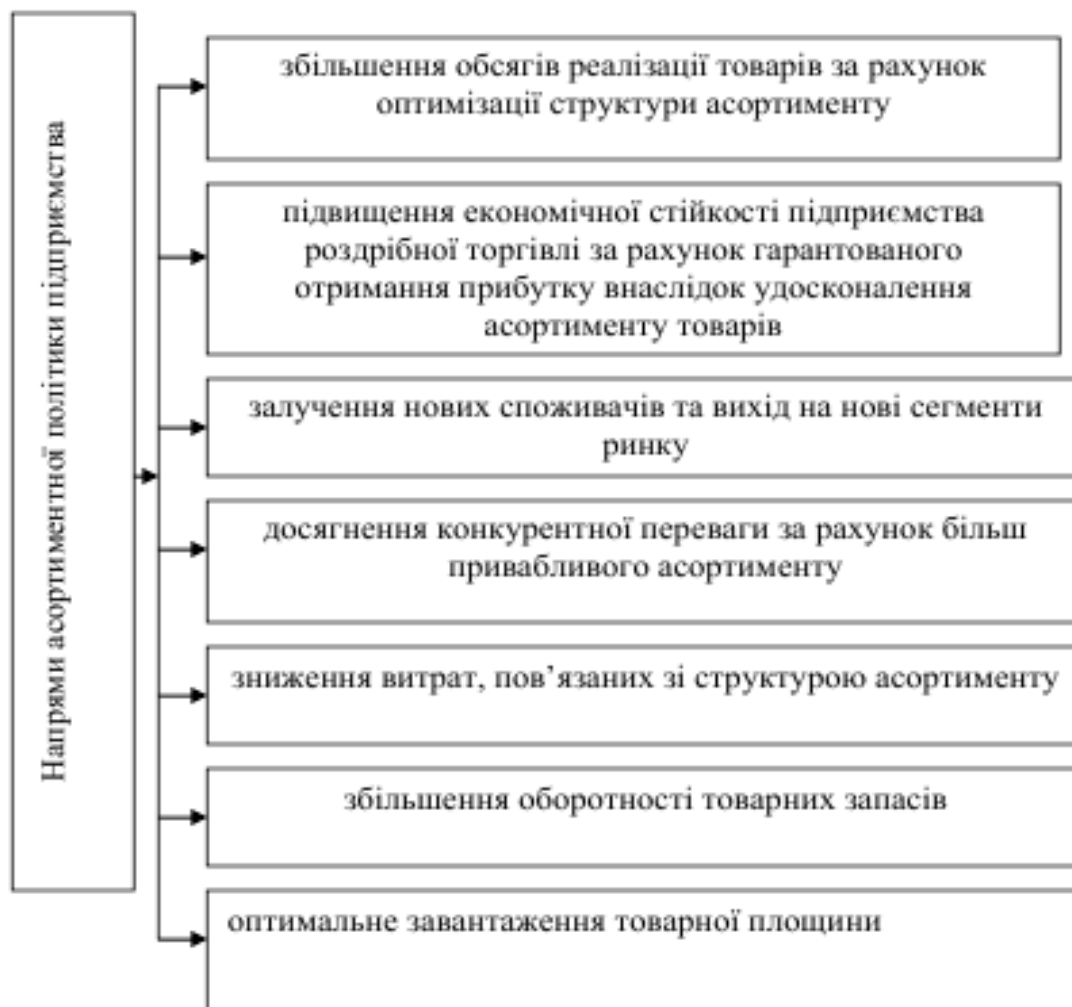 Напрями асортиментної політики підприємства
збільшення обсягів реалізації товарів за рахунок
оптимізації структури асортименту
підвищення економічної стійкості підприємства
роздрібної торгівлі за рахунок гарантованого
отримання прибутку внаслідок удосконалення
асортименту товарів
залучення нових споживачів та вихід на нові сегменти
ринку
досягнення конкурентної переваги за рахунок більш
привабливого асортименту
зниження витрат, пов’язаних зі структурою асортименту
збільшення оборотності товарних запасів
оптимальне завантаження товарної площини